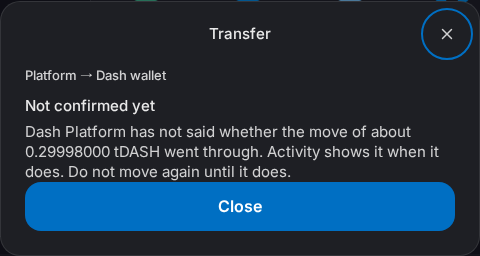 Transfer
Platform → Dash wallet
Not confirmed yet
Dash Platform has not said whether the move of about
0.29998000 tDASH went through. Activity shows it when it
does. Do not move again until it does.
Close